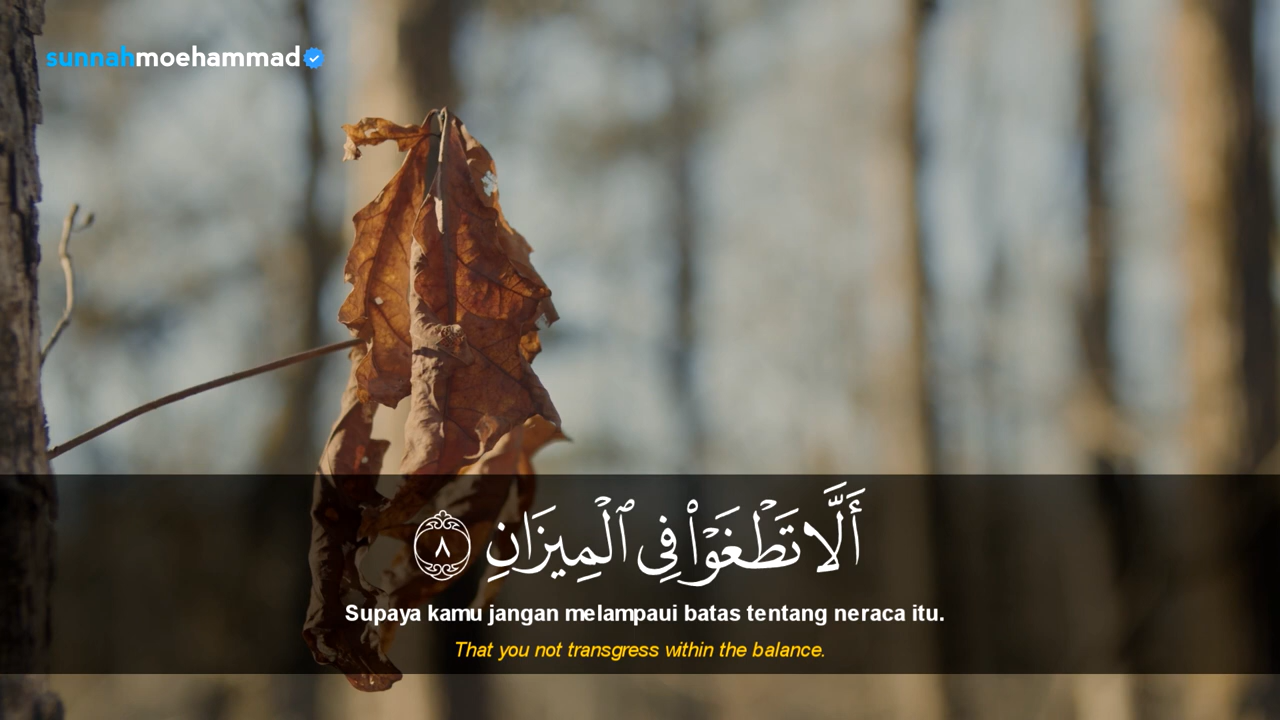 sunnahmoehammad
أَلَّا تَطْغَوْا۟ فِى ٱلْمِيزَانِ ٨
Supaya kamu jangan melampaui batas tentang neraca itu.
That you not transgress within the balance.